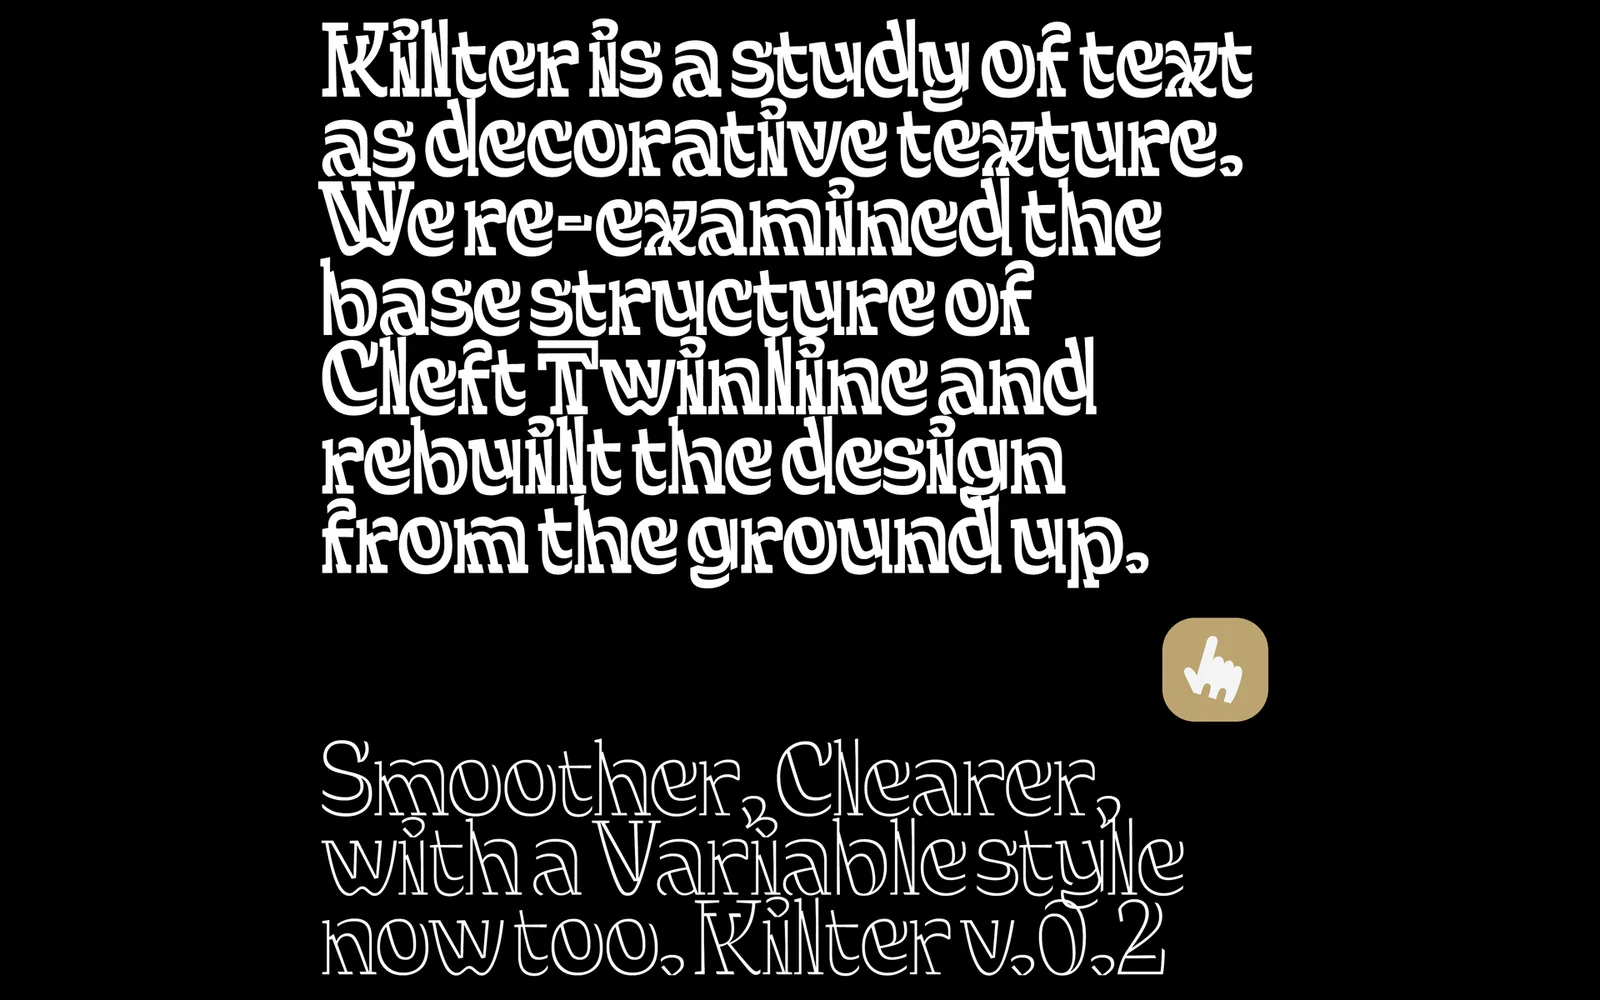 Kilter is a study of text
as decorative texture.
We re-examined the
base structure of
Cleft Twinline and
rebuilt the design
from the ground up.
Smoother, Clearer,
with a Variable style
now too. Kilter v.0.2